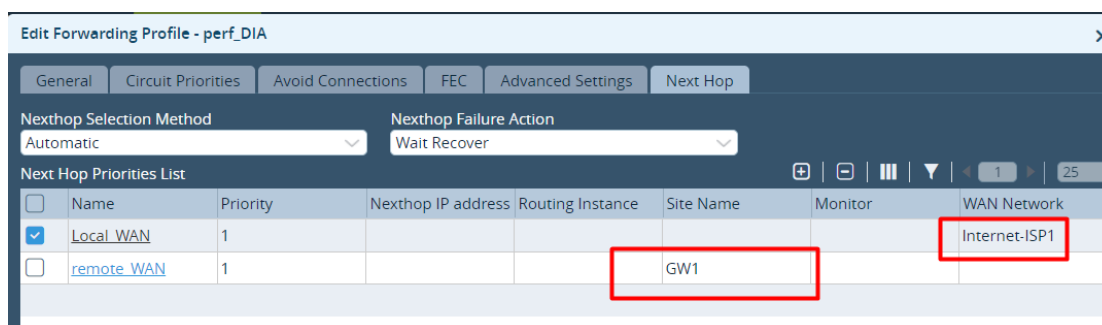 Edit Forwarding Profile - perf_DIA
General Circuit Priorities Avoid Connections FEC Advanced Settings Next Hop
Nexthop Selection Method Nexthop Failure Action
Automatic Wait Recover
Next Hop Priorities List 1 25
Name Priority Nexthop IP address Routing Instance Site Name Monitor WAN Network
Local_WAN 1 Internet-ISP1
remote_WAN 1 GW1